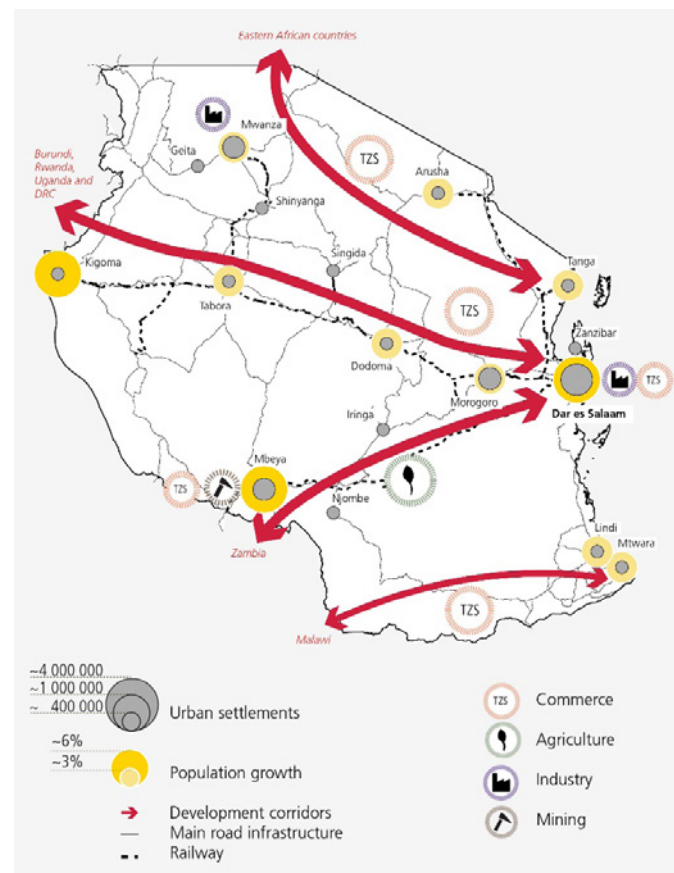 Eastern African countries
Mwanza
Geita
TZS
Arusha
Burundi,
Rwanda,
Uganda and
DRC
Shinyanga
Singida
Kigoma
Tanga
Tabora
TZS
Zanzibar
Dodoma
Morogoro
TZS
Dar es Salaam
Iringa
Mbeya
TZS
Njombe
Zambia
Lindi
Mtwara
TZS
Malawi
~4 000 000
~1 000 000
~ 400 000
Urban settlements
~6%
~3%
Population growth
Development corridors
Main road infrastructure
Railway
TZS Commerce
Agriculture
Industry
Mining